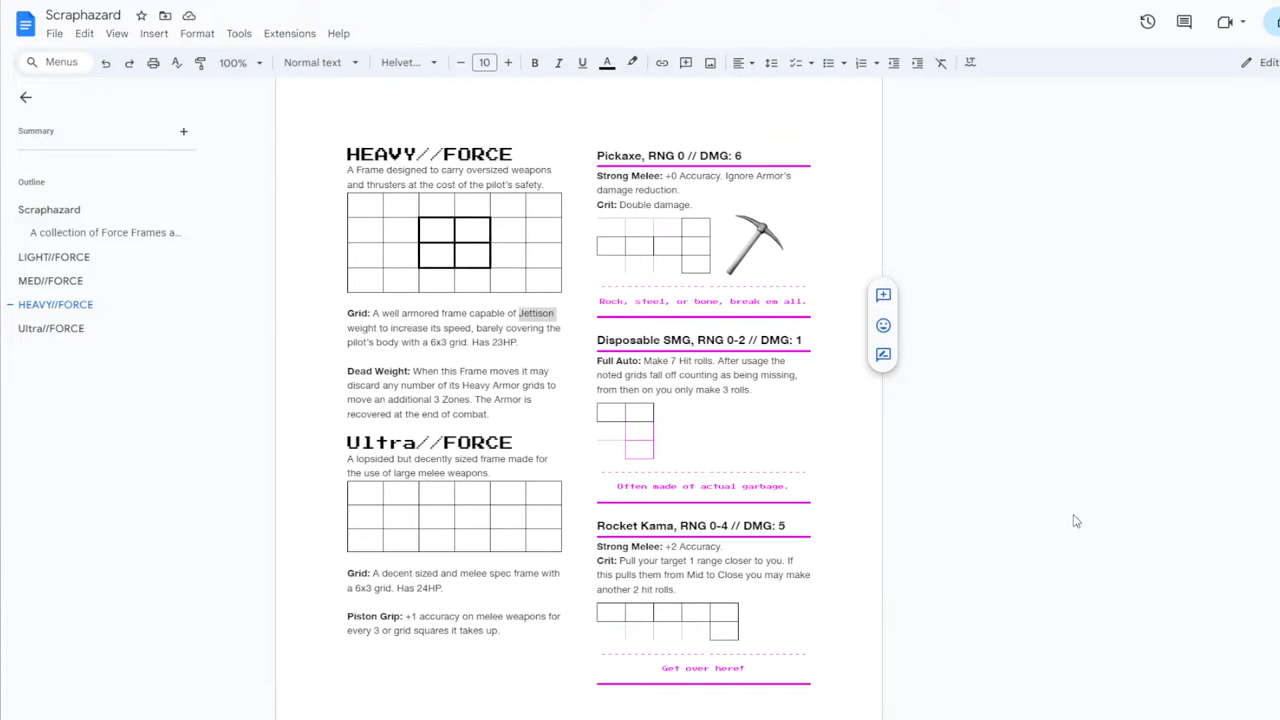 Scraphazard
File Edit View Insert Format Tools Extensions Help
Menus 100% Normal text Helvet... 10 B I U A Edit
Summary
Outline
Scraphazard
A collection of Force Frames a...
LIGHT//FORCE
MED//FORCE
HEAVY//FORCE
Ultra//FORCE
HEAVY//FORCE
A Frame designed to carry oversized weapons
and thrusters at the cost of the pilot's safety.
Grid: A well armored frame capable of Jettison
weight to increase its speed, barely covering the
pilot's body with a 6x3 grid. Has 23HP.
Dead Weight: When this Frame moves it may
discard any number of its Heavy Armor grids to
move an additional 3 Zones. The Armor is
recovered at the end of combat.
Ultra//FORCE
A lopsided but decently sized frame made for
the use of large melee weapons.
Grid: A decent sized and melee spec frame with
a 6x3 grid. Has 24HP.
Piston Grip: +1 accuracy on melee weapons for
every 3 or grid squares it takes up.
Pickaxe, RNG 0 // DMG: 6
Strong Melee: +0 Accuracy. Ignore Armor's
damage reduction.
Crit: Double damage.
Rock, steel, or bone, break em all.
Disposable SMG, RNG 0-2 // DMG: 1
Full Auto: Make 7 Hit rolls. After usage the
noted grids fall off counting as being missing,
from then on you only make 3 rolls.
Often made of actual garbage.
Rocket Kama, RNG 0-4 // DMG: 5
Strong Melee: +2 Accuracy.
Crit: Pull your target 1 range closer to you. If
this pulls them from Mid to Close you may make
another 2 hit rolls.
Get over here!